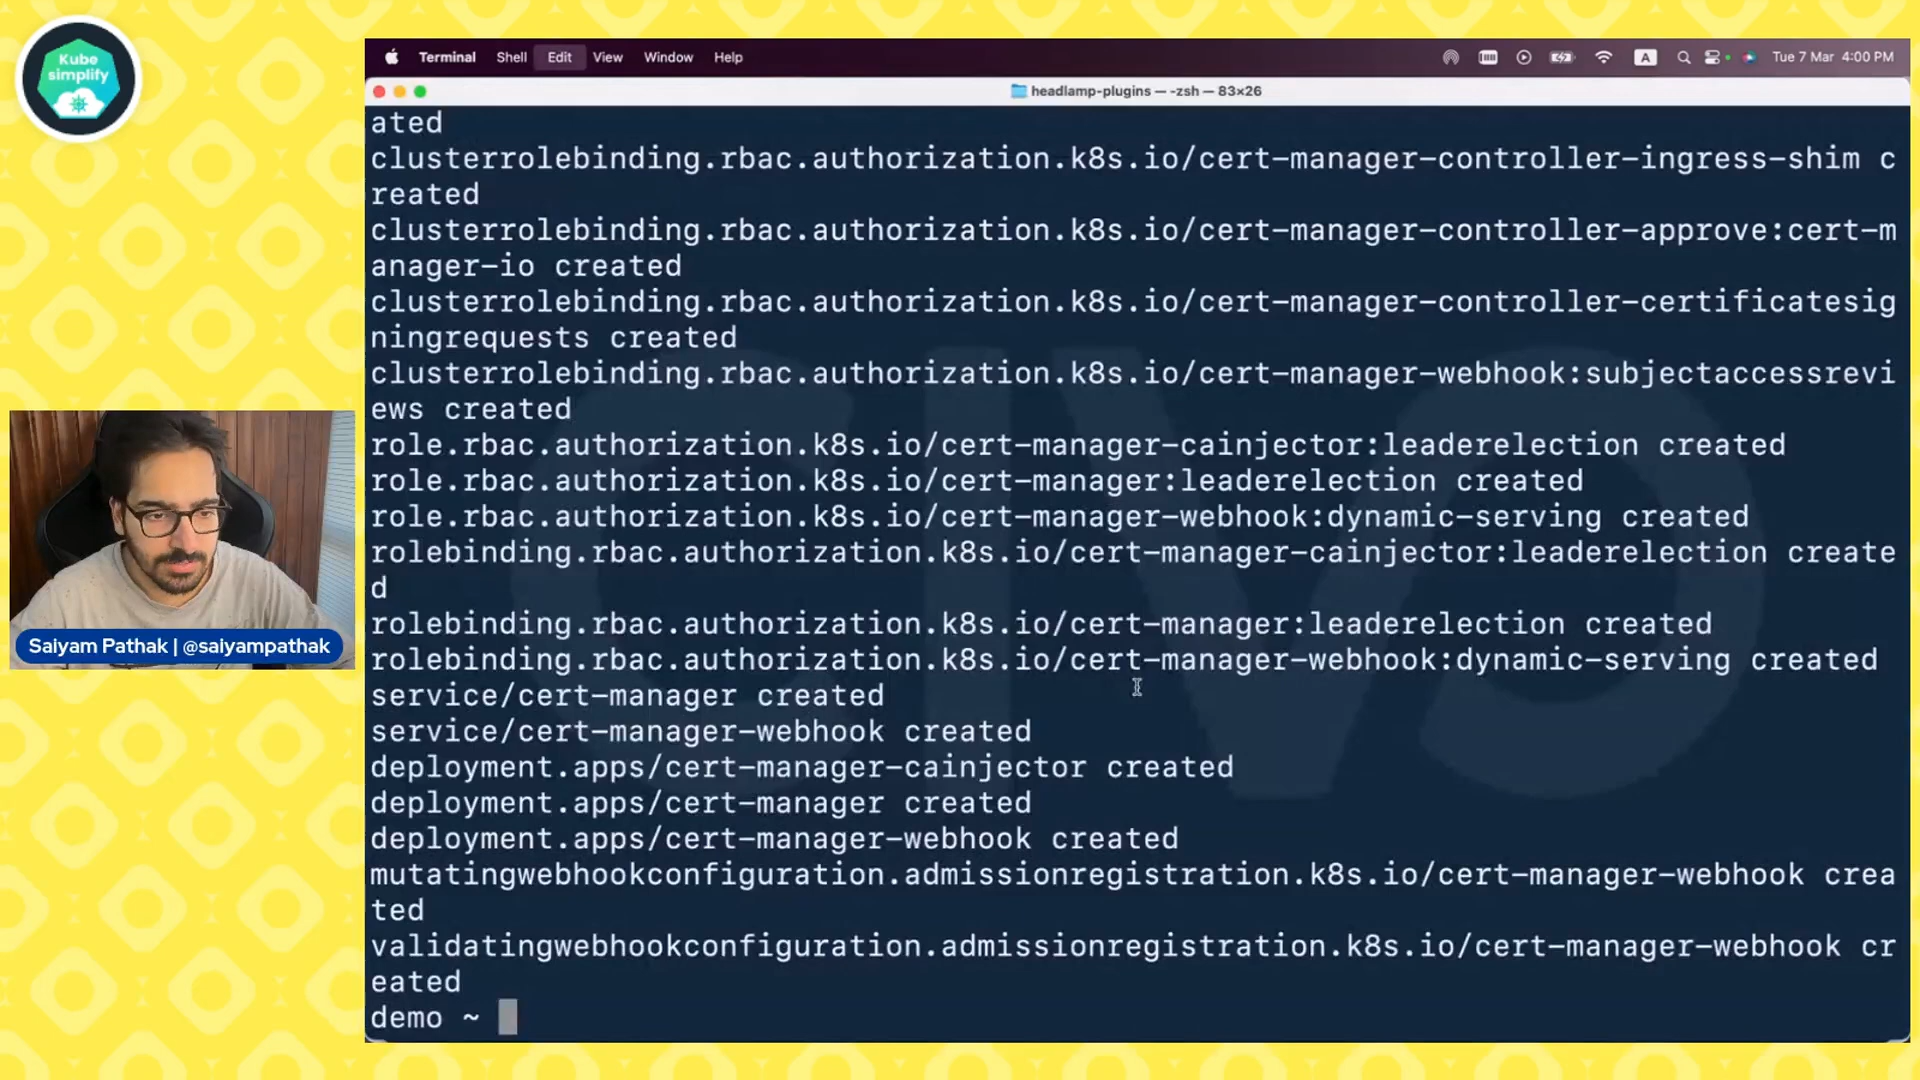 Kube
simplify
Terminal Shell Edit View Window Help
A
Tue 7 Mar 4:00 PM
headlamp-plugins — -zsh — 83×26
ated
clusterrolebinding.rbac.authorization.k8s.io/cert-manager-controller-ingress-shim c
reated
clusterrolebinding.rbac.authorization.k8s.io/cert-manager-controller-approve:cert-m
anager-io created
clusterrolebinding.rbac.authorization.k8s.io/cert-manager-controller-certificatesig
ningrequests created
clusterrolebinding.rbac.authorization.k8s.io/cert-manager-webhook:subjectaccessrevi
ews created
role.rbac.authorization.k8s.io/cert-manager-cainjector:leaderelection created
role.rbac.authorization.k8s.io/cert-manager:leaderelection created
role.rbac.authorization.k8s.io/cert-manager-webhook:dynamic-serving created
rolebinding.rbac.authorization.k8s.io/cert-manager-cainjector:leaderelection create
d
rolebinding.rbac.authorization.k8s.io/cert-manager:leaderelection created
rolebinding.rbac.authorization.k8s.io/cert-manager-webhook:dynamic-serving created
service/cert-manager created
service/cert-manager-webhook created
deployment.apps/cert-manager-cainjector created
deployment.apps/cert-manager created
deployment.apps/cert-manager-webhook created
mutatingwebhookconfiguration.admissionregistration.k8s.io/cert-manager-webhook crea
ted
validatingwebhookconfiguration.admissionregistration.k8s.io/cert-manager-webhook cr
eated
demo ~
CIVO
Saiyam Pathak | @saiyampathak